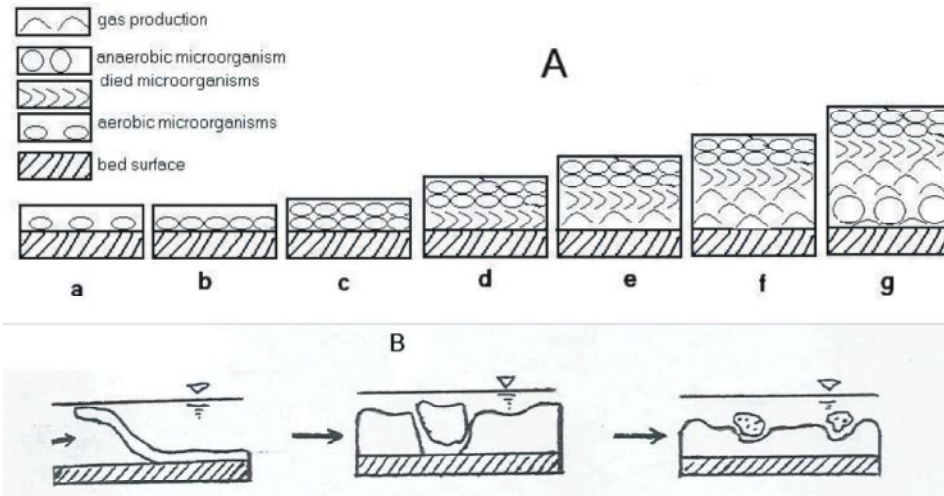 gas production
anaerobic microorganism
died microorganisms
aerobic microorganisms
bed surface
A
a b c d e f g
B